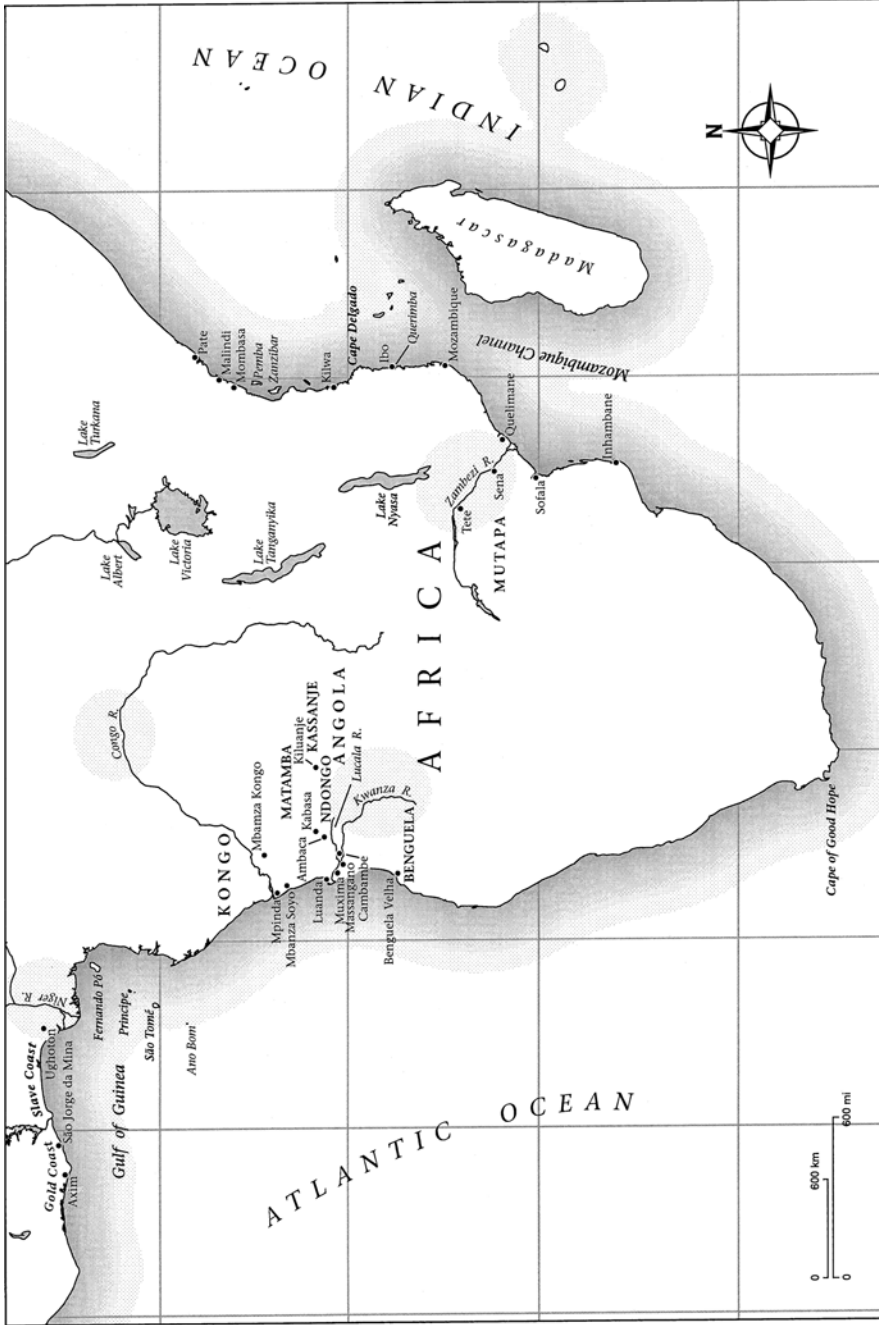 N
INDIAN OCEAN
Madagascar
Mozambique Channel
Pate
Malindi
Mombasa
Pemba
Zanzibar
Kilwa
Cape Delgado
Ibo
Querimba
Mozambique
Quelimane
Zambezi R.
Sena
Tete
Sofala
Inhambane
MUTAPA
Lake
Turkana
Lake
Albert
Lake
Victoria
Lake
Tanganyika
Lake
Nyasa
AFRICA
Congo R.
KONGO
Mbamza Kongo
Mpinda
Mbanza Soyo
MATAMBA
Kiluanje
KASSANJE
Kabasa
Ambaca
NDONGO
ANGOLA
Lucala R.
Luanda
Muxima
Massangano
Cambambe
Kwanza R.
BENGUELA
Benguela Velha
Cape of Good Hope
Niger R.
Slave Coast
Ughoton
Gold Coast
São Jorge da Mina
Axim
Gulf of Guinea
Fernando Pó
Principe
São Tomé
Ano Bom
ATLANTIC OCEAN
0 600 km
0 600 mi